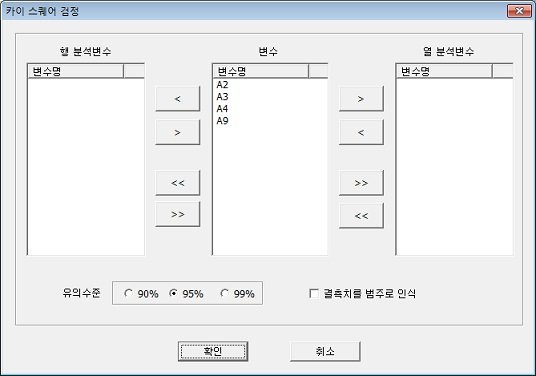 카이 스퀘어 검정
행 분석변수
변수
열 분석변수
변수명
변수명
변수명
A2
A3
A4
A9
<
>
>
<
<<
>>
>>
<<
유의수준
90%
95%
99%
결측치를 범주로 인식
확인
취소